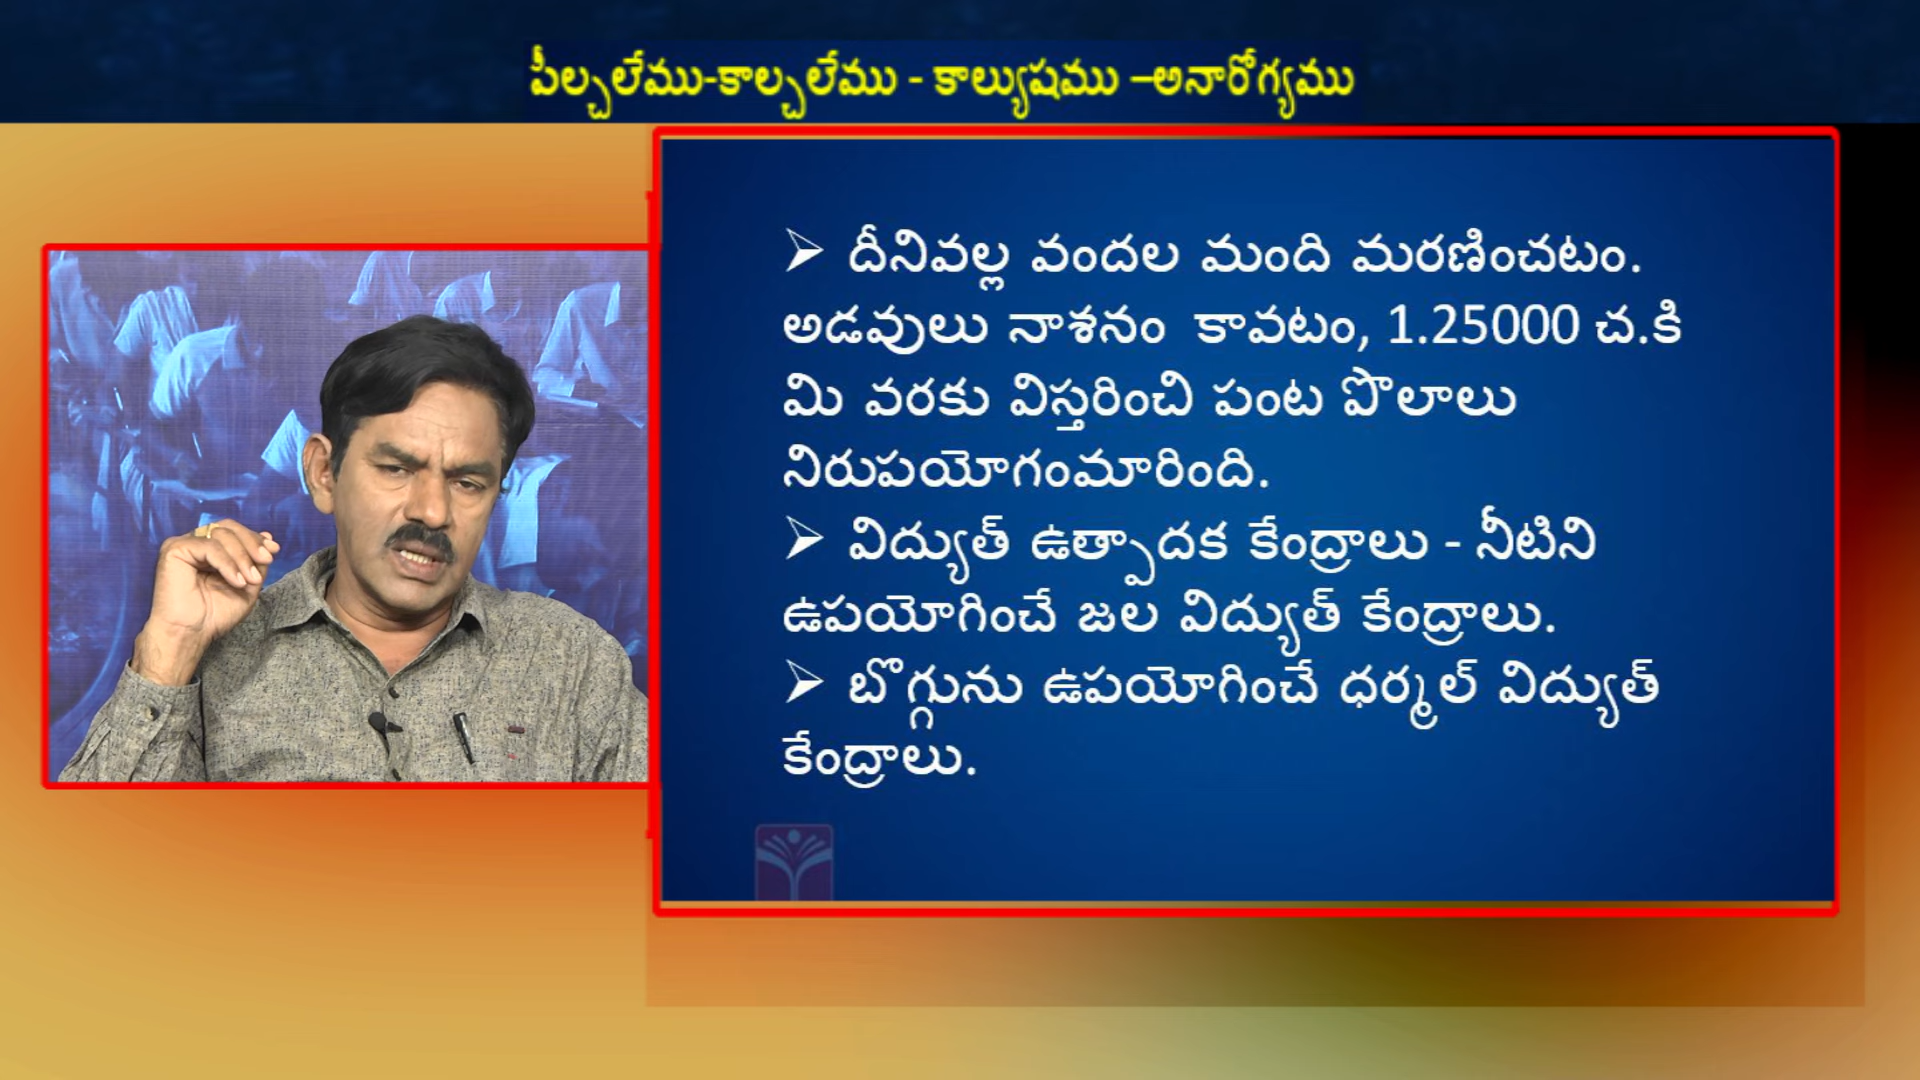 పీల్చలేము-కాల్చలేము - కాల్యుషము –అనారోగ్యము
➢ దీనివల్ల వందల మంది మరణించటం.
అడవులు నాశనం కావటం, 1.25000 చ.కి
మి వరకు విస్తరించి పంట పొలాలు
నిరుపయోగంమారింది.
➢ విద్యుత్ ఉత్పాదక కేంద్రాలు - నీటిని
ఉపయోగించే జల విద్యుత్ కేంద్రాలు.
➢ బొగ్గును ఉపయోగించే ధర్మల్ విద్యుత్
కేంద్రాలు.